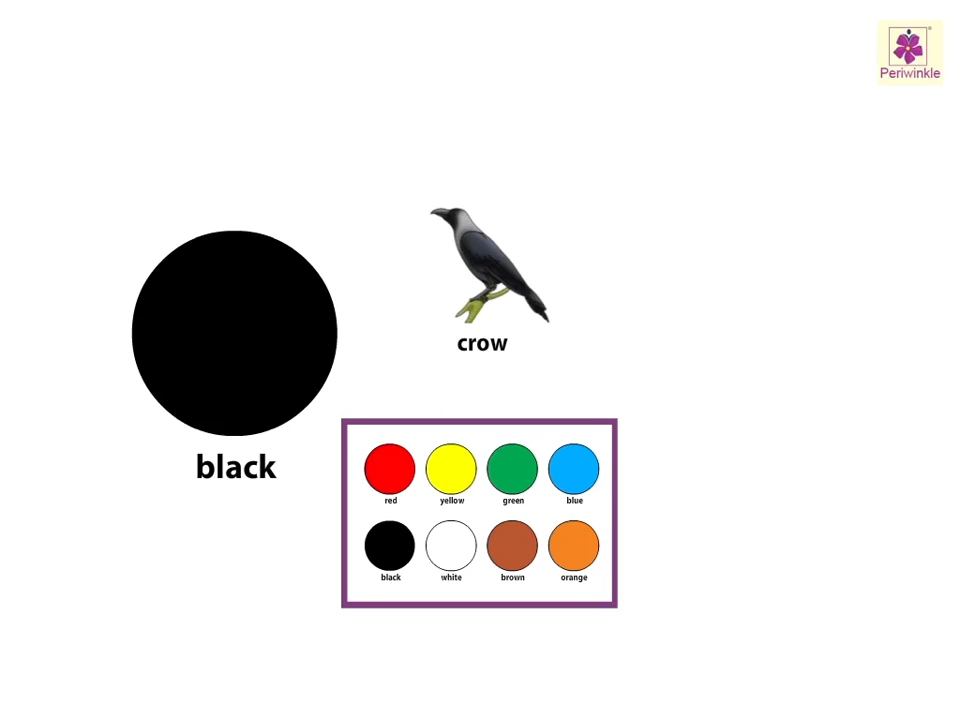 Periwinkle
crow
black
red yellow green blue
black white brown orange